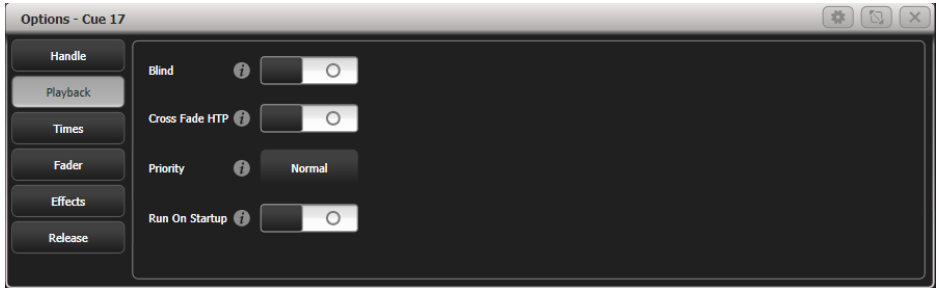 Options - Cue 17
Handle
Playback
Times
Fader
Effects
Release
Blind
Cross Fade HTP
Priority
Normal
Run On Startup